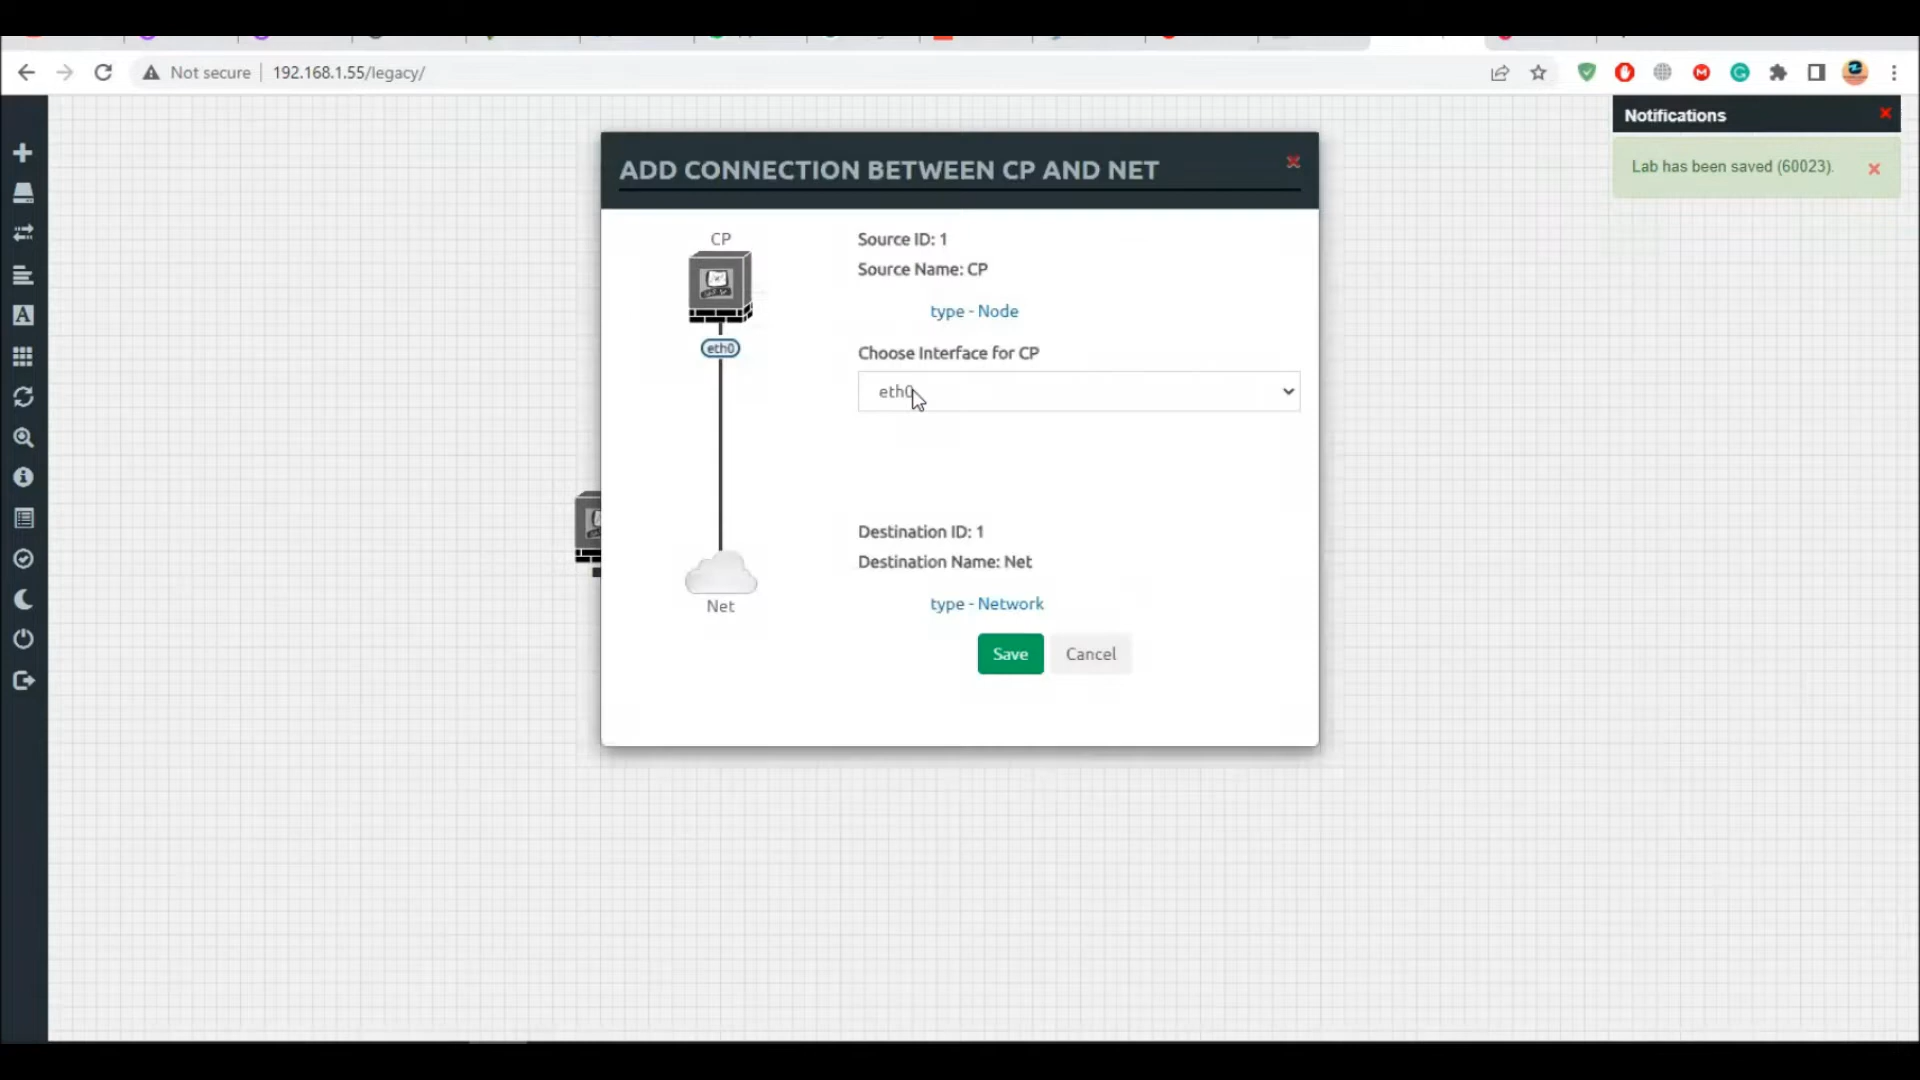 Not secure
192.168.1.55/legacy/
Notifications
Lab has been saved (60023).
ADD CONNECTION BETWEEN CP AND NET
CP
Source ID: 1
Source Name: CP
type - Node
eth0
Choose Interface for CP
eth0
Destination ID: 1
Destination Name: Net
type - Network
Net
Save
Cancel